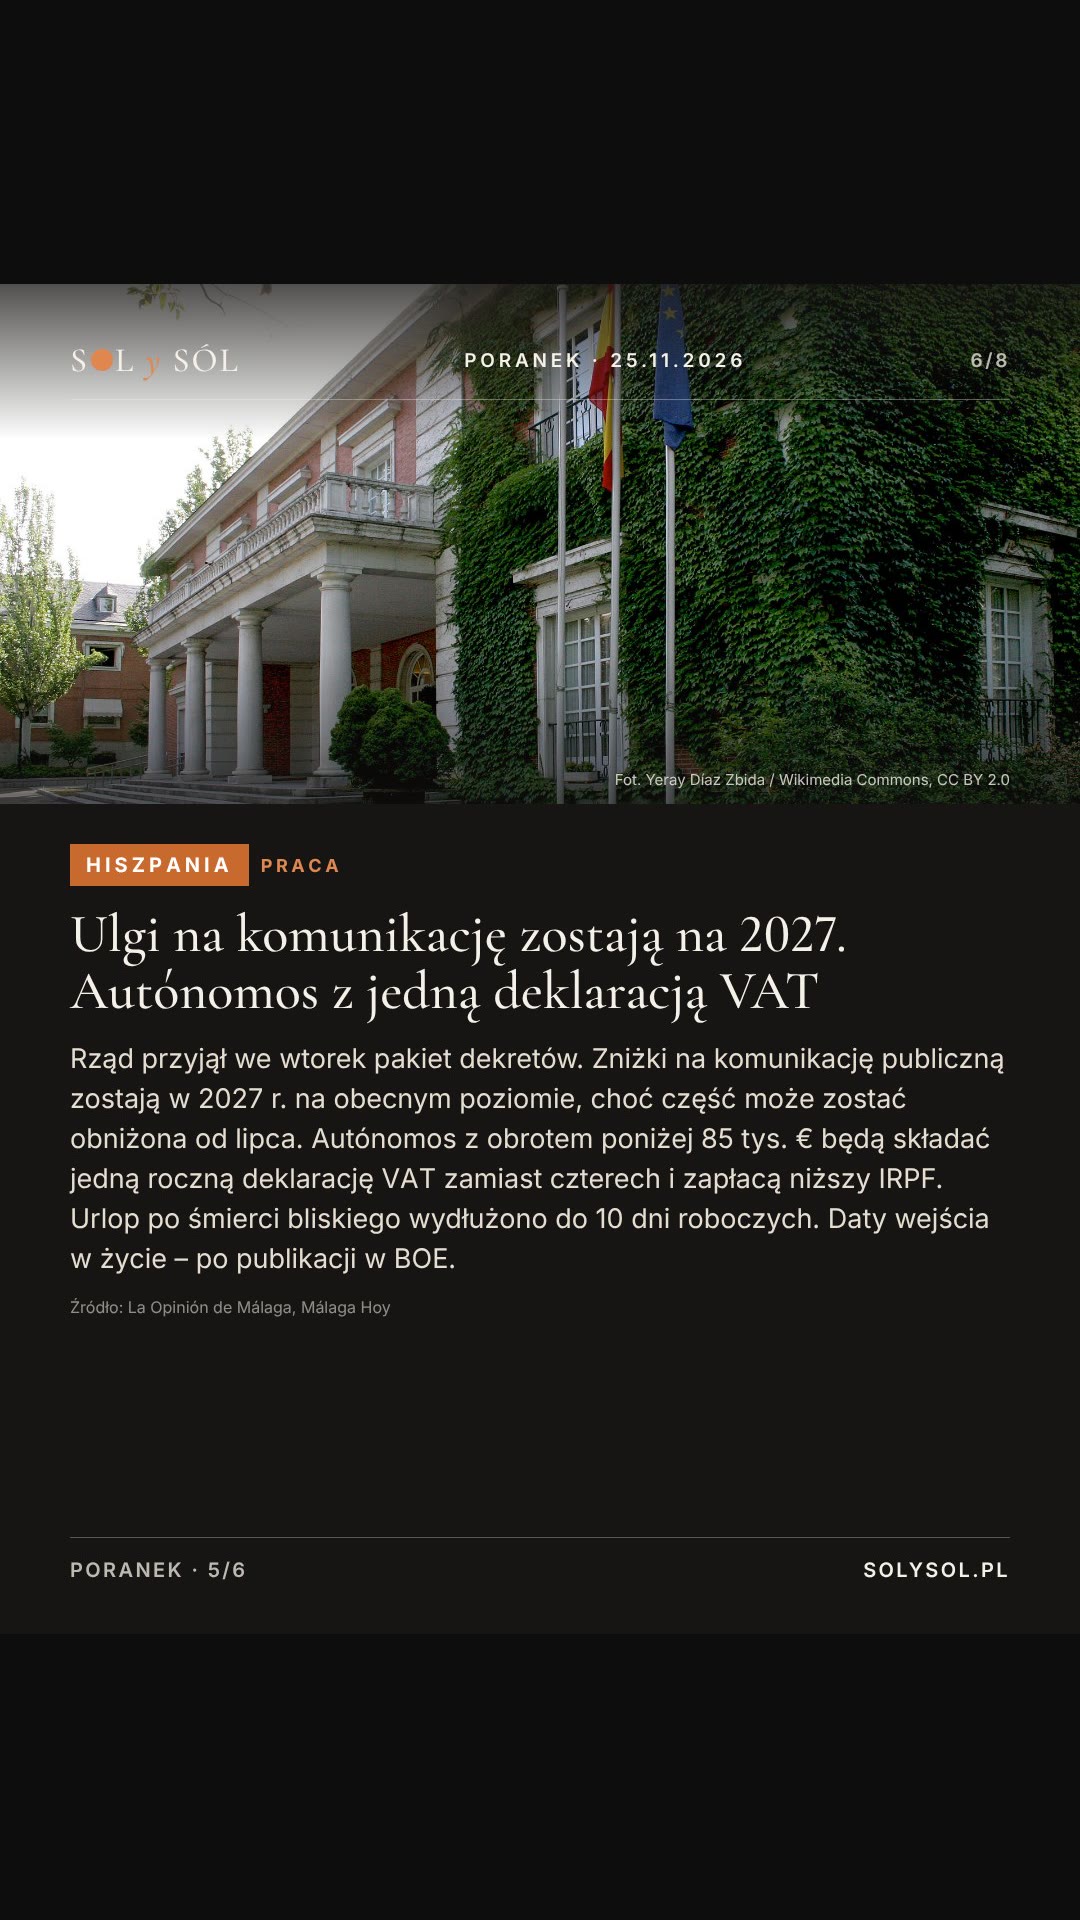 SOL y SÓL
PORANEK · 25.11.2026
6/8
Fot. Yeray Díaz Zbida / Wikimedia Commons, CC BY 2.0
HISZPANIA PRACA
Ulgi na komunikację zostają na 2027.
Autónomos z jedną deklaracją VAT
Rząd przyjął we wtorek pakiet dekretów. Zniżki na komunikację publiczną
zostają w 2027 r. na obecnym poziomie, choć część może zostać
obniżona od lipca. Autónomos z obrotem poniżej 85 tys. € będą składać
jedną roczną deklarację VAT zamiast czterech i zapłacą niższy IRPF.
Urlop po śmierci bliskiego wydłużono do 10 dni roboczych. Daty wejścia
w życie – po publikacji w BOE.
Źródło: La Opinión de Málaga, Málaga Hoy
PORANEK · 5/6
SOLYSOL.PL